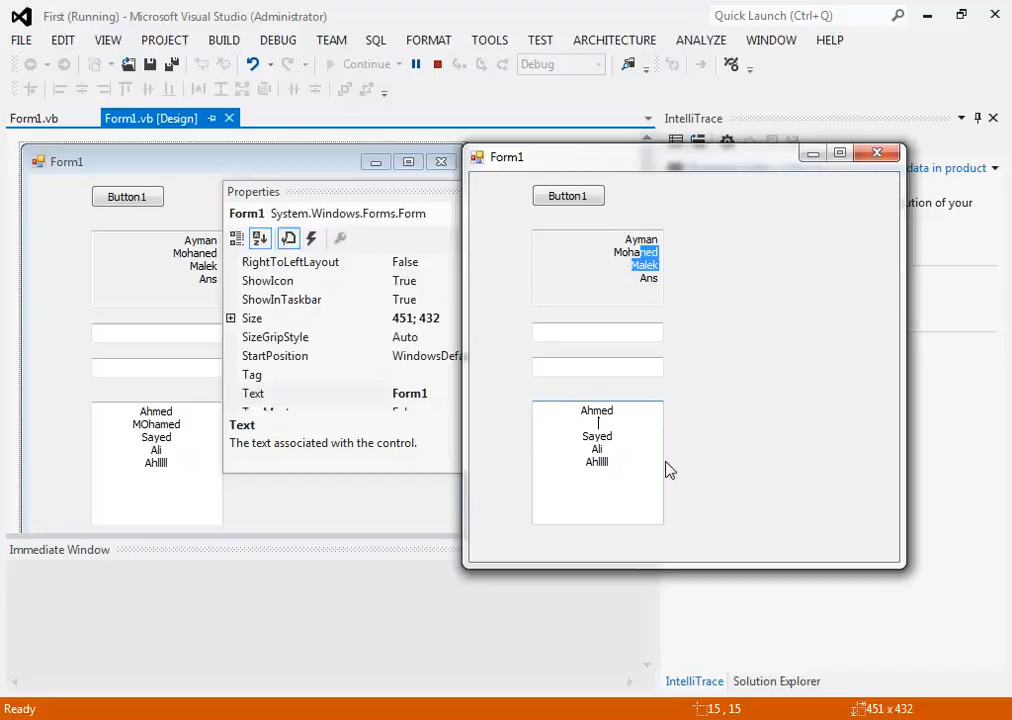 First (Running) - Microsoft Visual Studio (Administrator)
Quick Launch (Ctrl+Q)
FILE EDIT VIEW PROJECT BUILD DEBUG TEAM SQL FORMAT TOOLS TEST ARCHITECTURE ANALYZE WINDOW HELP
Continue
Debug
Form1.vb
Form1.vb [Design]
IntelliTrace
Form1
Button1
Ayman
Mohaned
Malek
Ans
Ahmed
MOhamed
Sayed
Ali
Ahlllll
Properties
Form1 System.Windows.Forms.Form
RightToLeftLayout False
ShowIcon True
ShowInTaskbar True
Size 451; 432
SizeGripStyle Auto
StartPosition
Tag
Text Form1
Text
The text associated with the control.
Form1
Button1
Ayman
Mohaned
Malek
Ans
Ahmed
Sayed
Ali
Ahlllll
data in product
of your
Immediate Window
IntelliTrace Solution Explorer
Ready
15 , 15
451 x 432